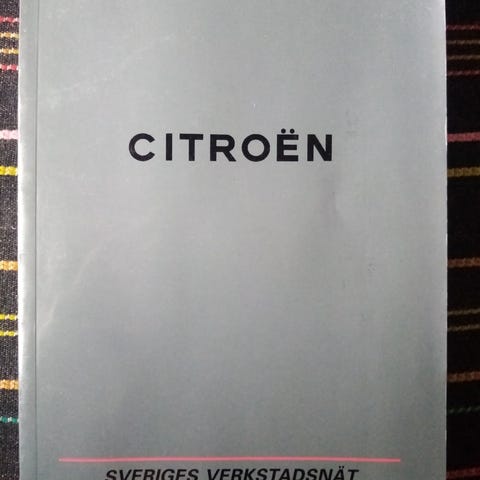 CITROËN
SVERIGES VERKSTADSNÄT